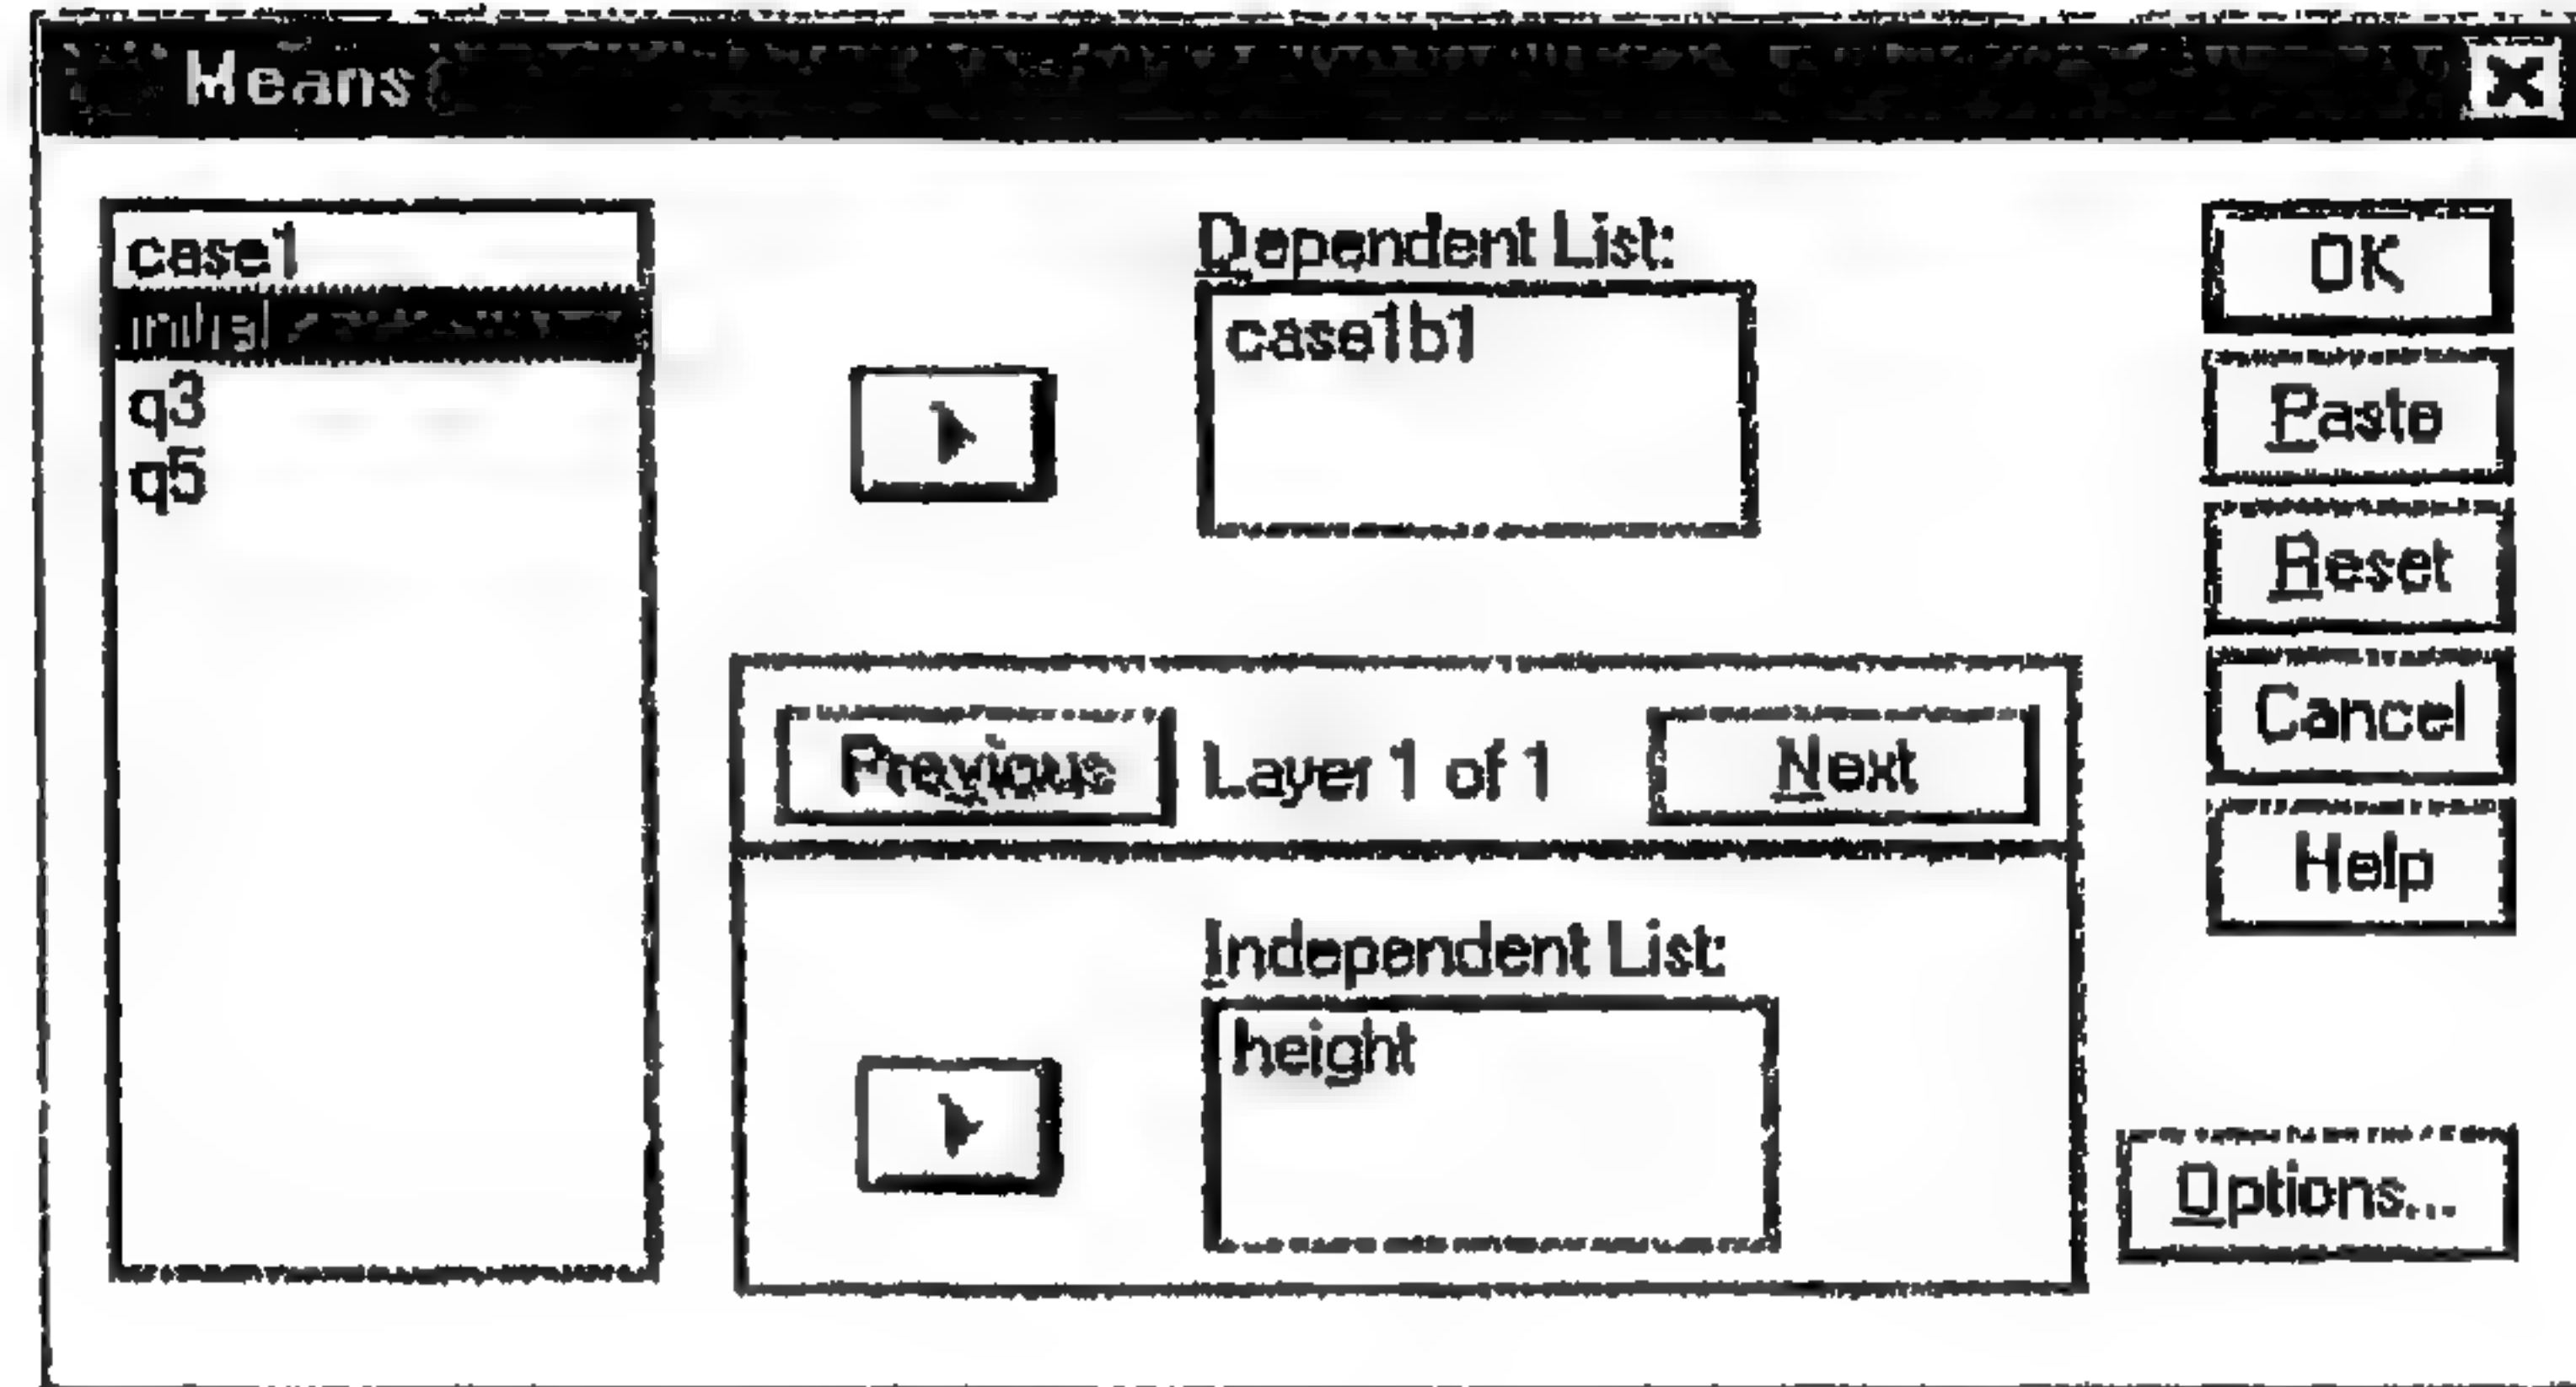 Means
case1
initial
q3
q5
Dependent List:
case1b1
OK
Paste
Reset
Cancel
Help
Previous Layer 1 of 1 Next
Independent List:
height
Options...